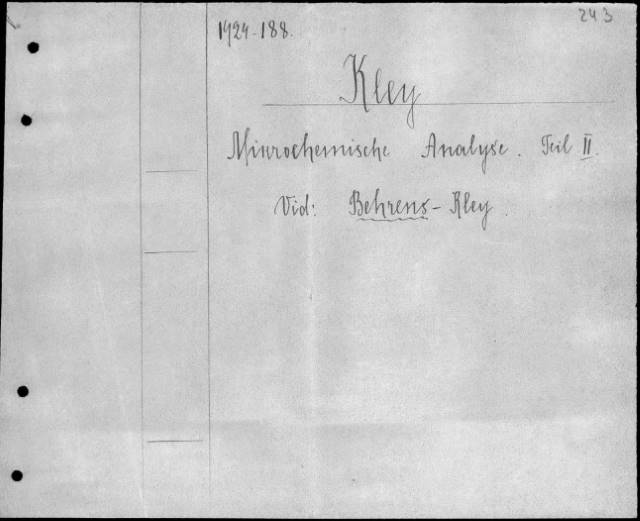 243
1924-188.
Kley
Mikrochemische Analyse. Teil II.
Vid: Behrens-Kley.